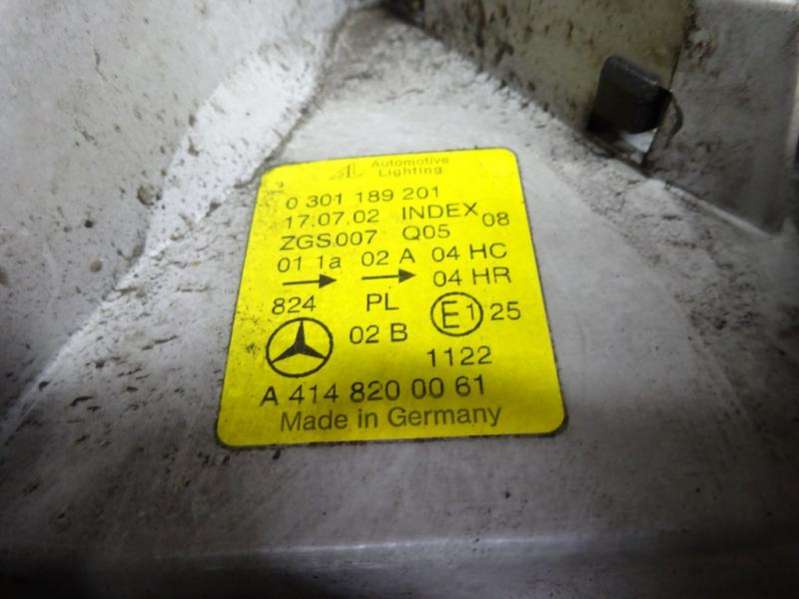 AL Automotive
Lighting
0 301 189 201
17.07.02 INDEX 08
ZGS.007 Q05
01 1a 02 A 04 HC
→ → 04 HR
824 PL E1 25
02 B
1122
A 414 820 00 61
Made in Germany